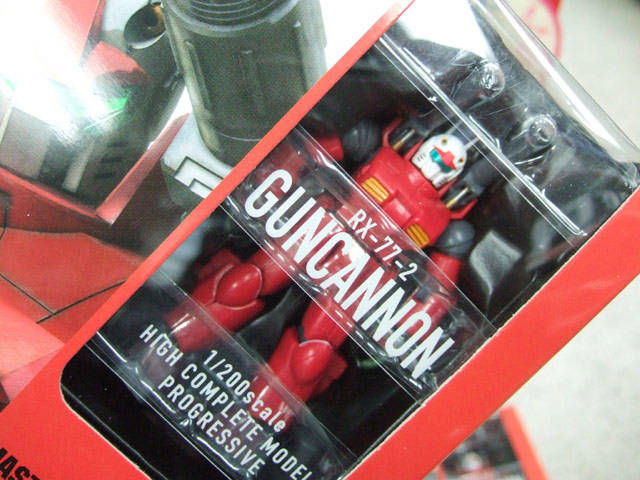 RX-77-2
GUNCANNON
1/200scale
HIGH COMPLETE MODEL
PROGRESSIVE